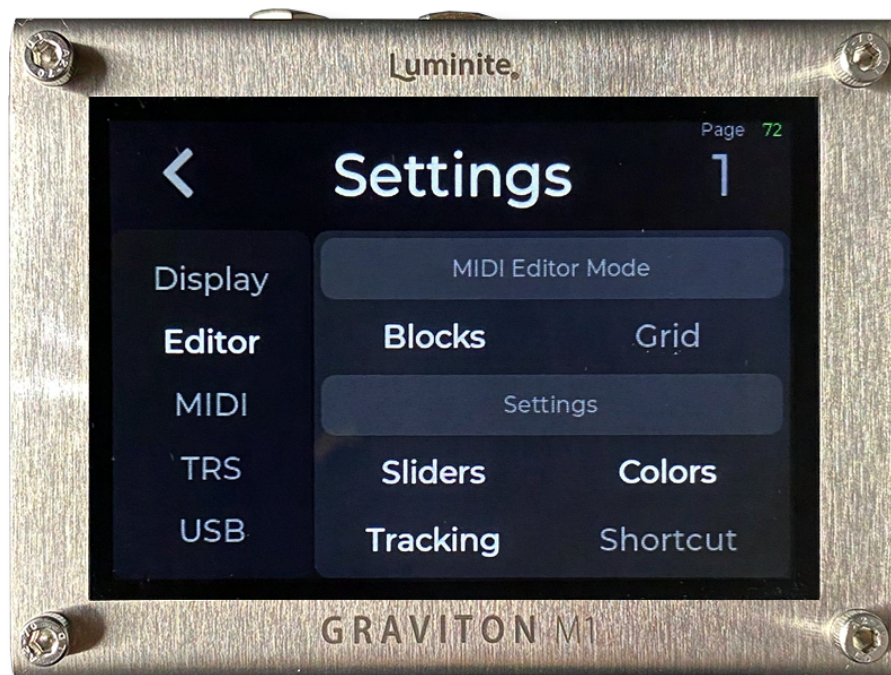 Luminite
Page 72
Settings 1
Display
Editor
MIDI
TRS
USB
MIDI Editor Mode
Blocks Grid
Settings
Sliders Colors
Tracking Shortcut
GRAVITON M1